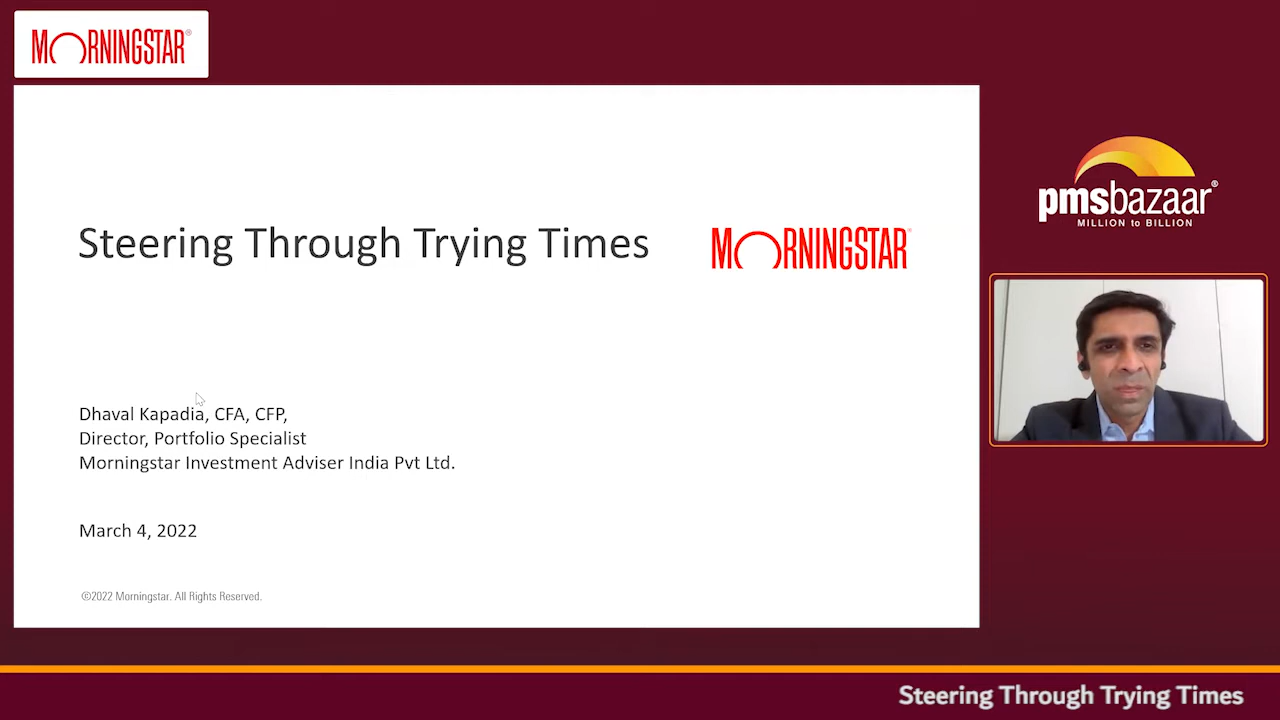 MORNINGSTAR®
Steering Through Trying Times
MORNINGSTAR®
Dhaval Kapadia, CFA, CFP,
Director, Portfolio Specialist
Morningstar Investment Adviser India Pvt Ltd.
March 4, 2022
©2022 Morningstar. All Rights Reserved.
pmsbazaar®
MILLION to BILLION
Steering Through Trying Times